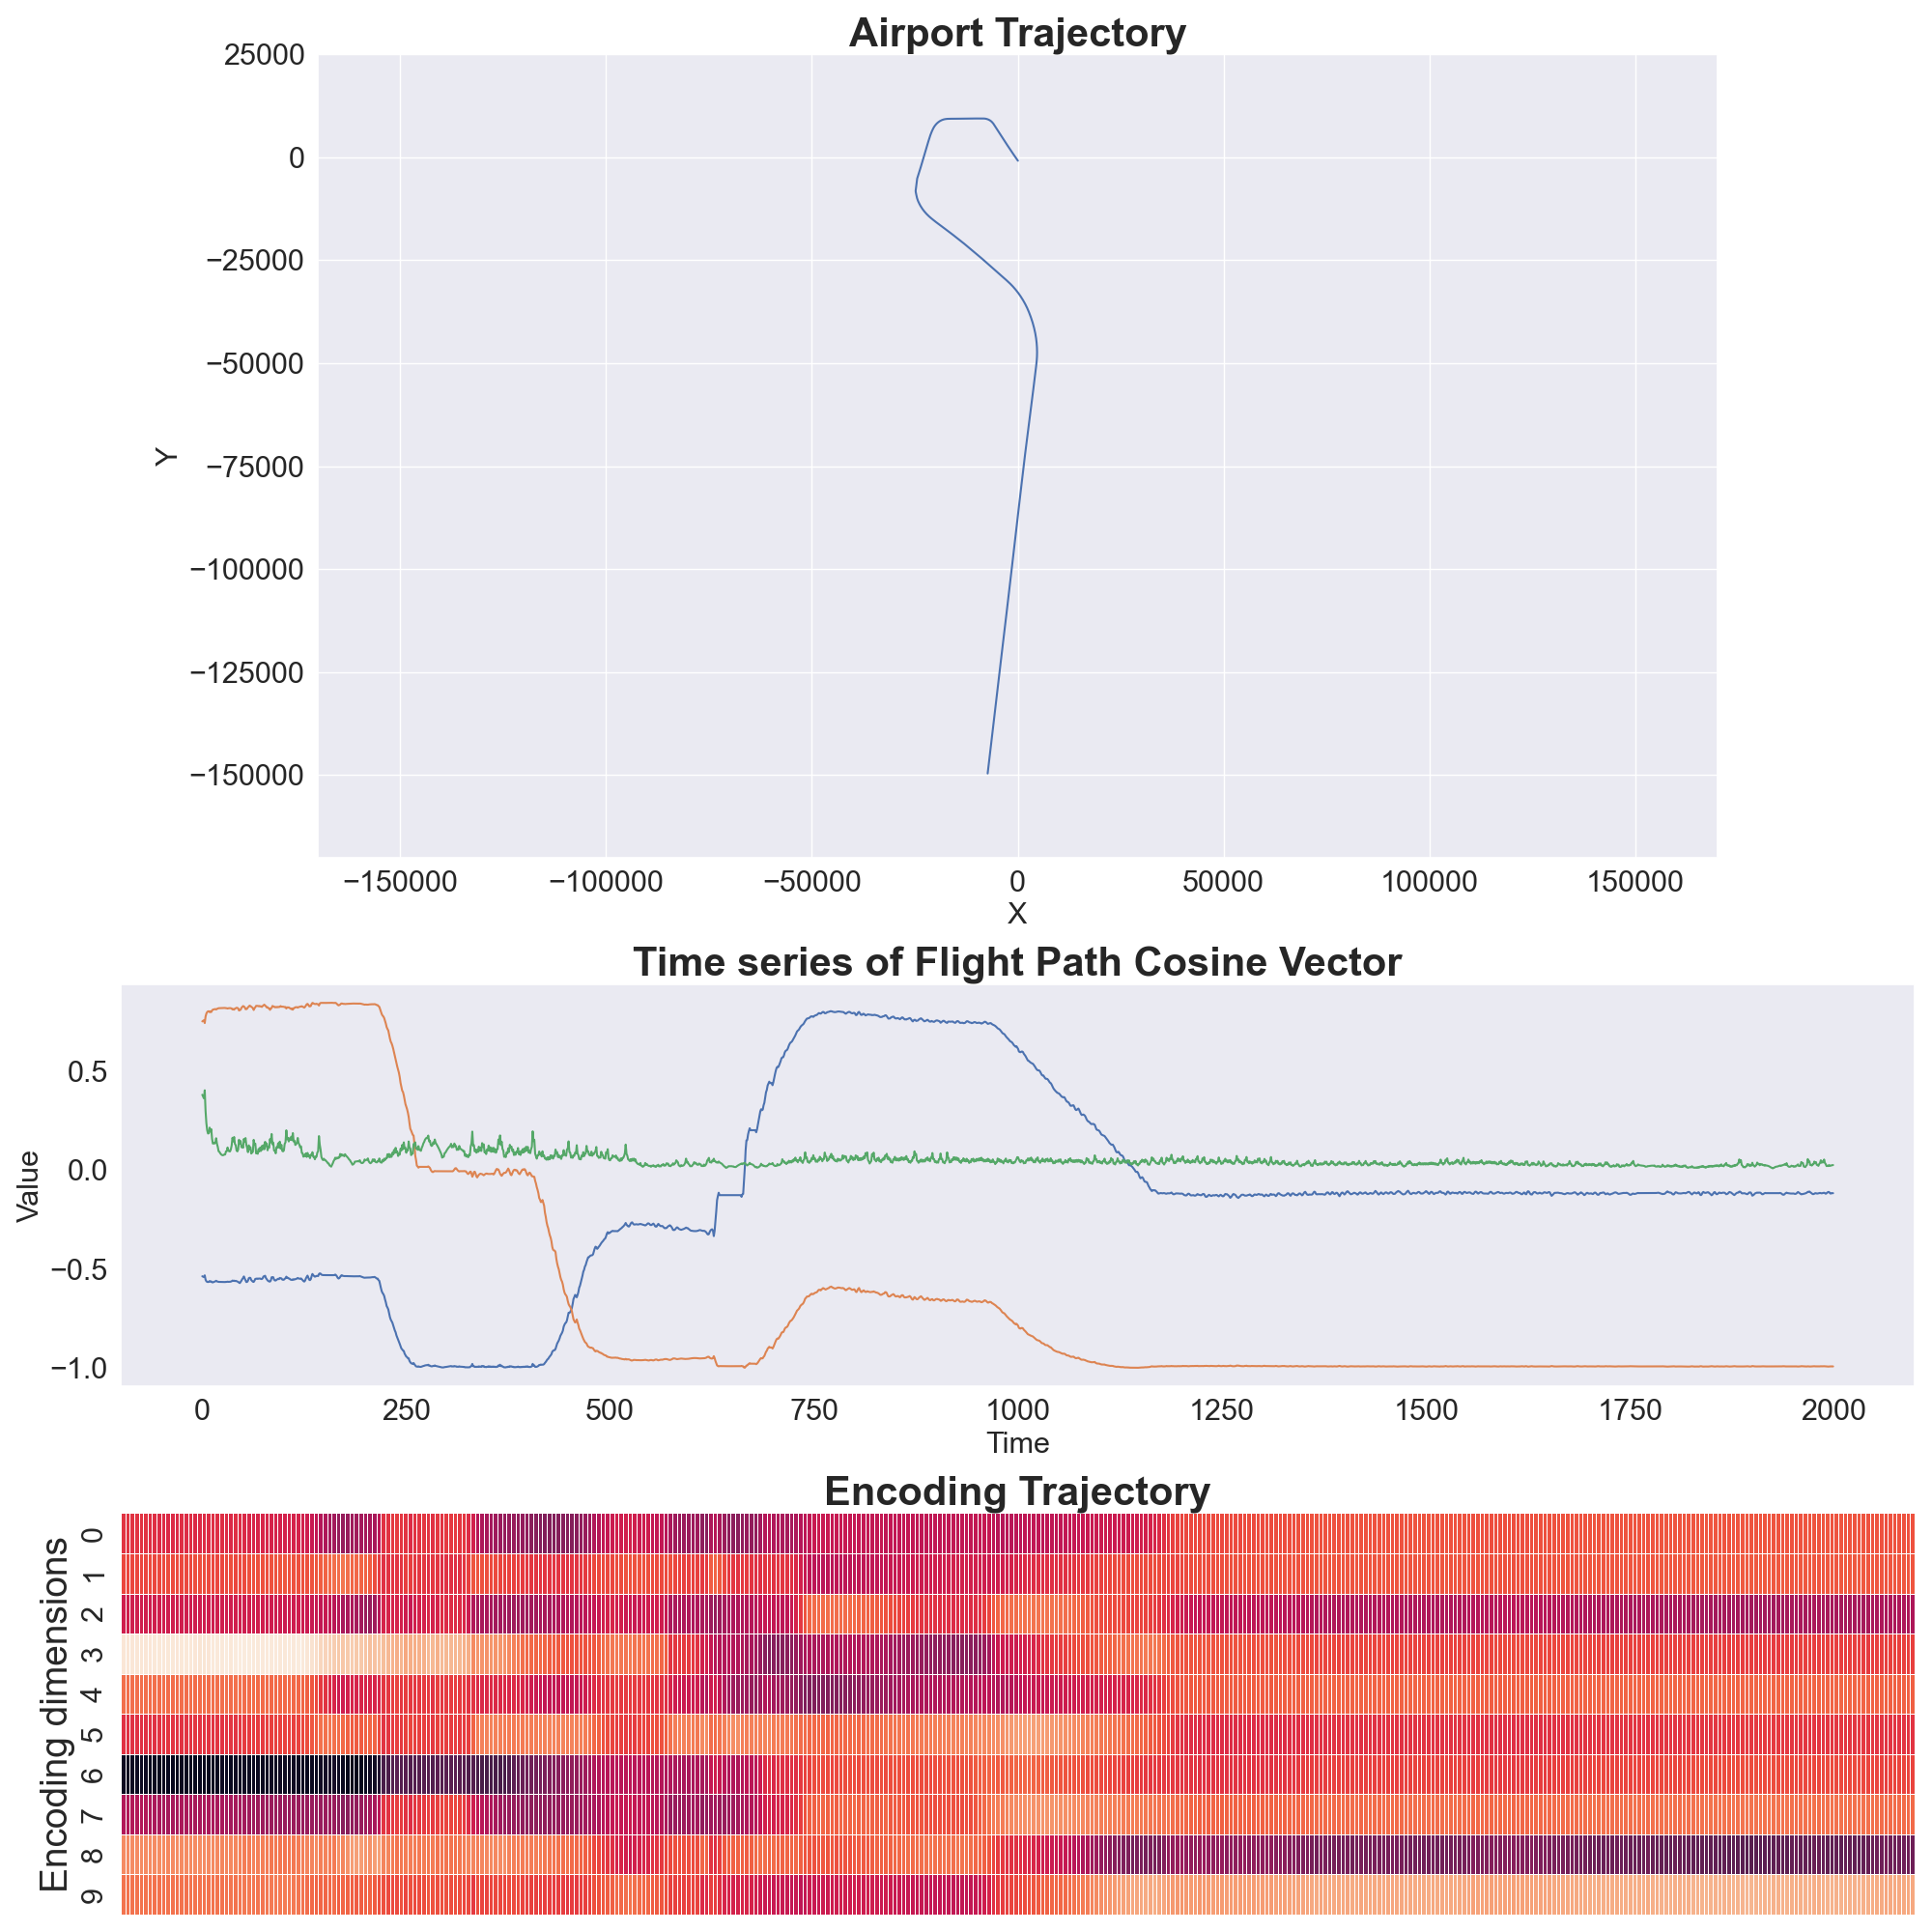 Airport Trajectory
25000
0
−25000
−50000
−75000
−100000
−125000
−150000
Y
−150000 −100000 −50000 0 50000 100000 150000
X
Time series of Flight Path Cosine Vector
0.5
0.0
−0.5
−1.0
Value
0 250 500 750 1000 1250 1500 1750 2000
Time
Encoding Trajectory
Encoding dimensions
0
1
2
3
4
5
6
7
8
9